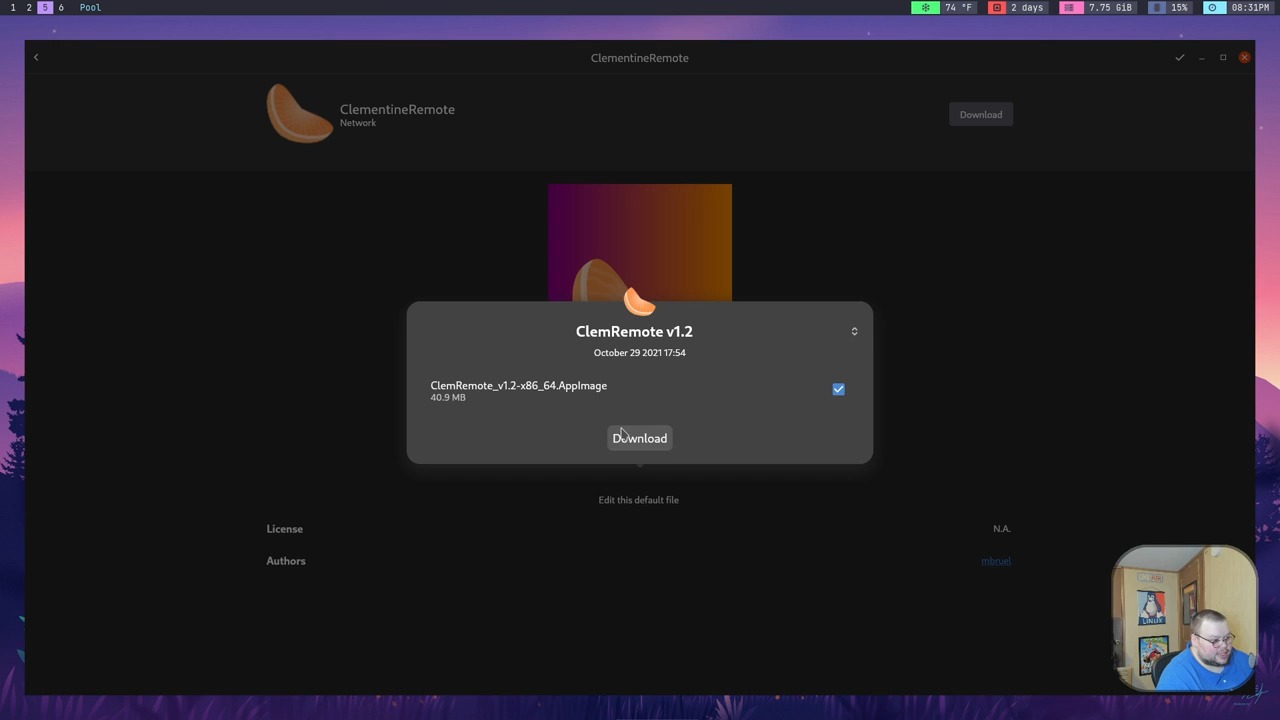 1 2 5 6 Pool
74 °F 2 days 7.75 GiB 15% 08:31PM
ClementineRemote
ClementineRemote
Network
Download
ClemRemote v1.2
October 29 2021 17:54
ClemRemote_v1.2-x86_64.AppImage
40.9 MB
Download
Edit this default file
License N.A.
Authors mbruel
LINUX